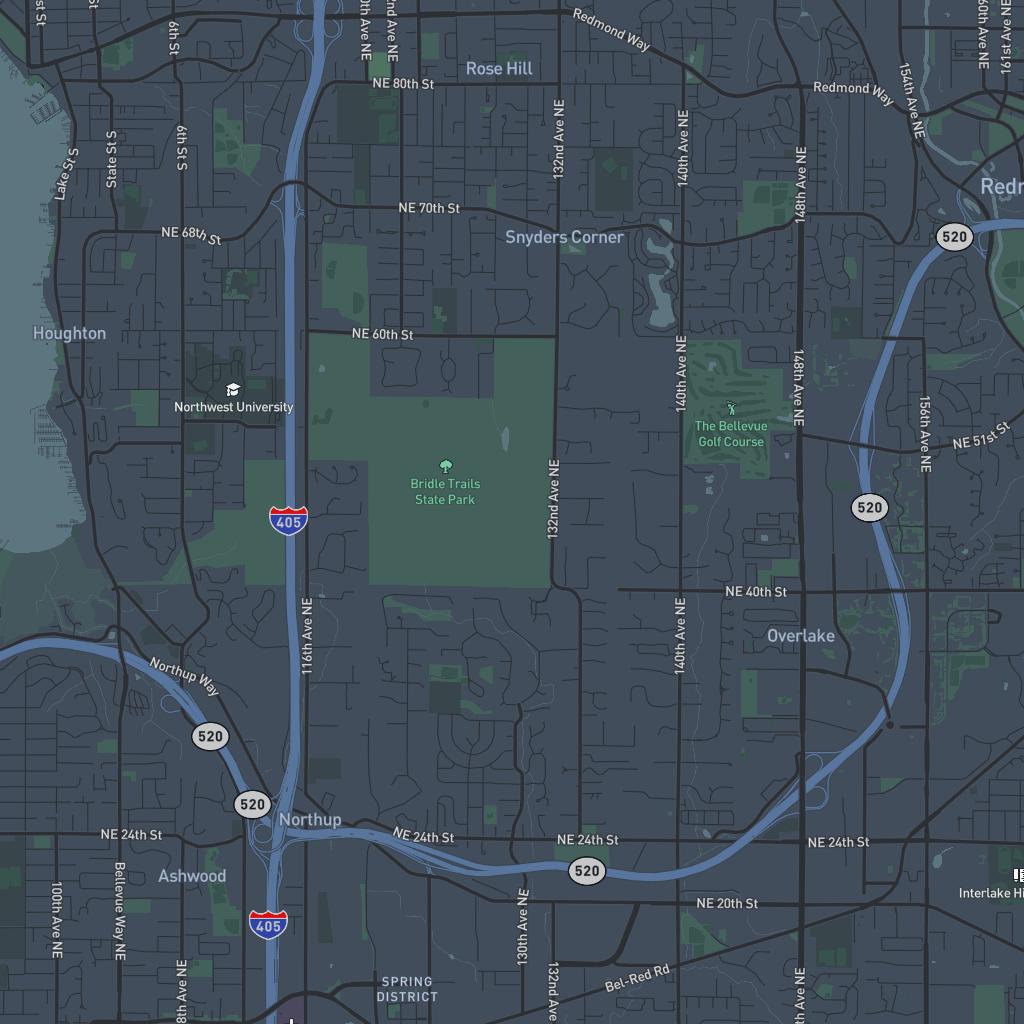 Redmond Way
6th St
Rose Hill
NE 80th St
Redmond Way
154th Ave NE
161st Ave NE
132nd Ave NE
140th Ave NE
148th Ave NE
State St S
6th St S
Lake St S
NE 70th St
NE 68th St
Snyders Corner
520
Houghton
NE 60th St
140th Ave NE
148th Ave NE
156th Ave NE
NE 51st St
Northwest University
The Bellevue
Golf Course
Bridle Trails
State Park
132nd Ave NE
405
520
NE 40th St
116th Ave NE
140th Ave NE
Overlake
Northup Way
520
520
Northup
NE 24th St
NE 24th St
NE 24th St
NE 24th St
520
Ashwood
100th Ave NE
Bellevue Way NE
Interlake Hi
NE 20th St
405
130th Ave NE
Bel-Red Rd
SPRING
DISTRICT
132nd Ave